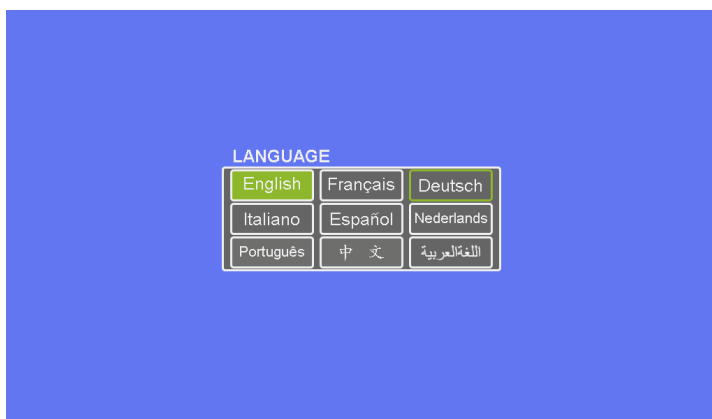 LANGUAGE
English Français Deutsch
Italiano Español Nederlands
Português 中 文 اللغةالعربية